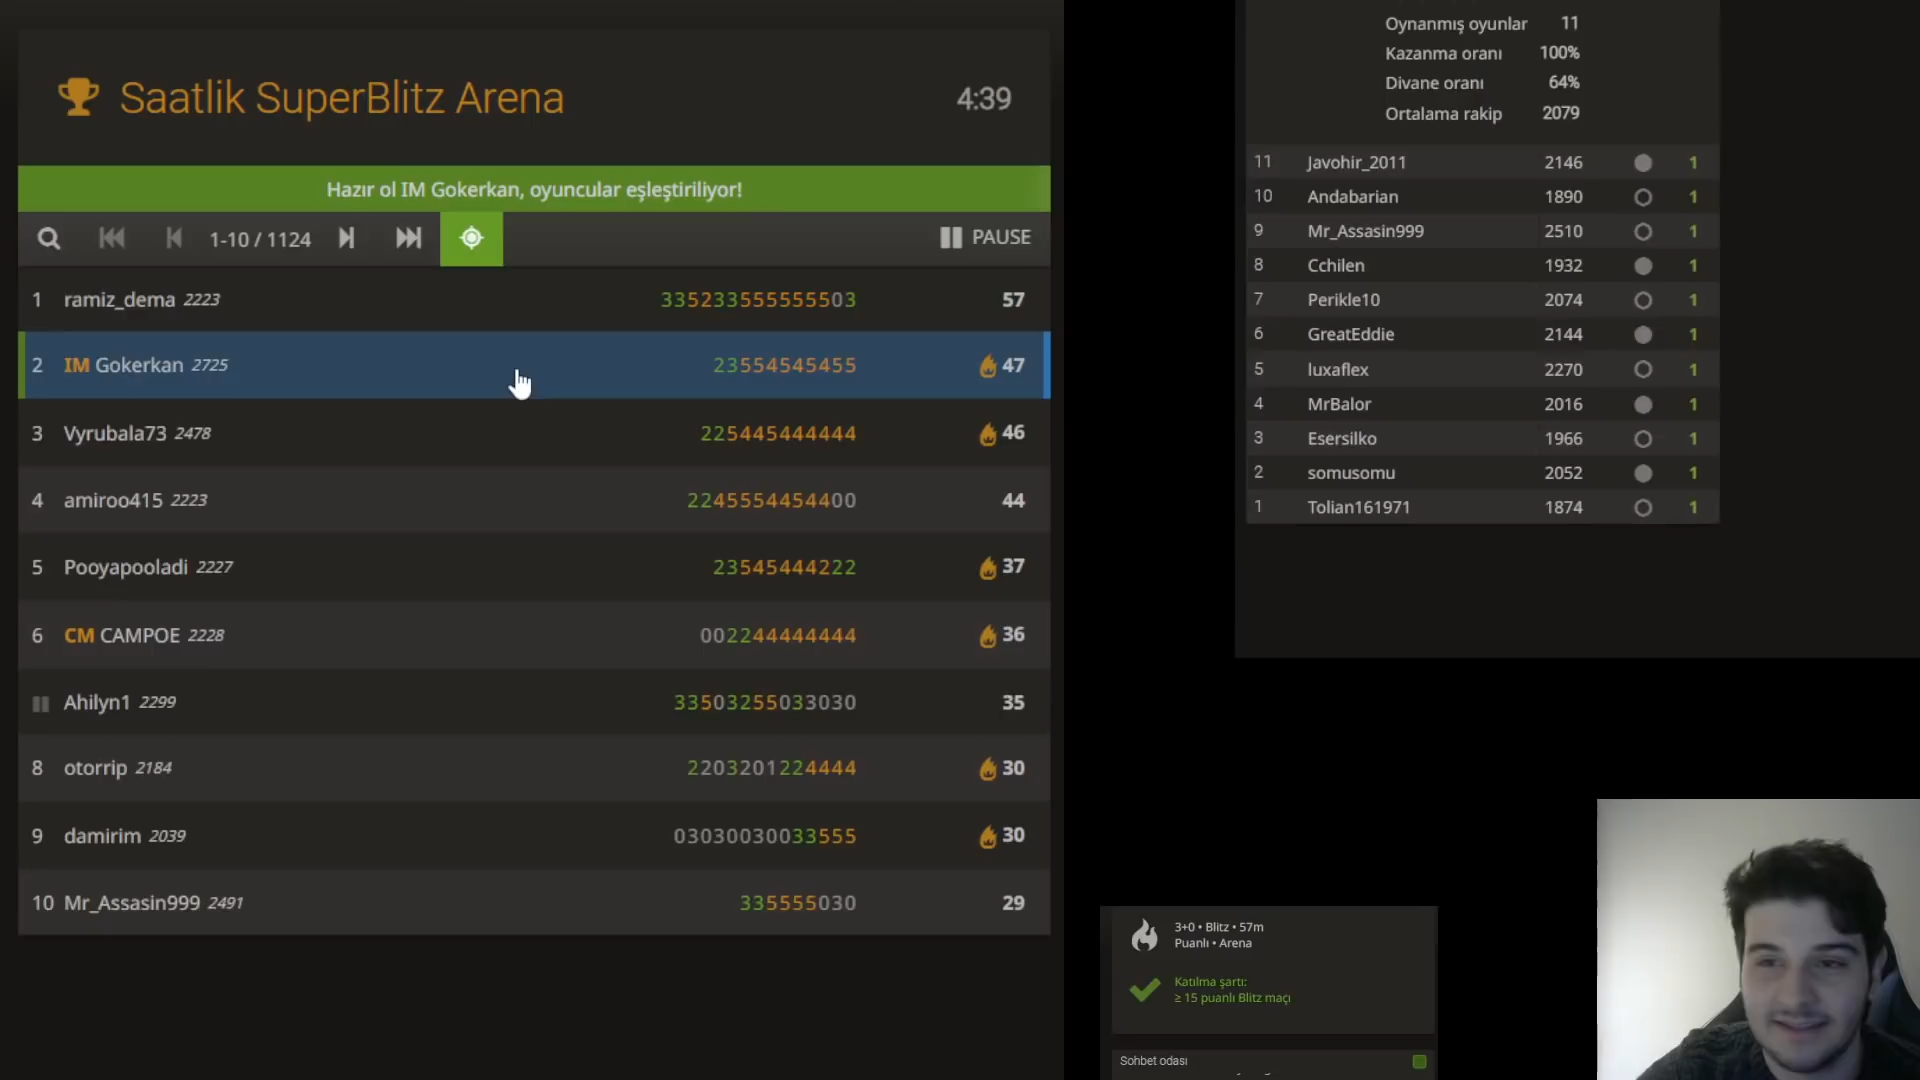 Saatlik SuperBlitz Arena 4:39
Hazır ol IM Gokerkan, oyuncular eşleştiriliyor!
1-10 / 1124 PAUSE
1 ramiz_dema 2223 335233555555503 57
2 IM Gokerkan 2725 23554545455 47
3 Vyrubala73 2478 225445444444 46
4 amiroo415 2223 2245554454400 44
5 Pooyapooladi 2227 23545444222 37
6 CM CAMPOE 2228 002244444444 36
Ahilyn1 2299 33503255033030 35
8 otorrip 2184 2203201224444 30
9 damirim 2039 03030030033555 30
10 Mr_Assasin999 2491 335555030 29
Oynanmış oyunlar 11
Kazanma oranı 100%
Divane oranı 64%
Ortalama rakip 2079
11 Javohir_2011 2146 1
10 Andabarian 1890 1
9 Mr_Assasin999 2510 1
8 Cchilen 1932 1
7 Perikle10 2074 1
6 GreatEddie 2144 1
5 luxaflex 2270 1
4 MrBalor 2016 1
3 Esersilko 1966 1
2 somusomu 2052 1
1 Tolian161971 1874 1
3+0 • Blitz • 57m
Puanlı • Arena
Katılma şartı:
≥ 15 puanlı Blitz maçı
Sohbet odası